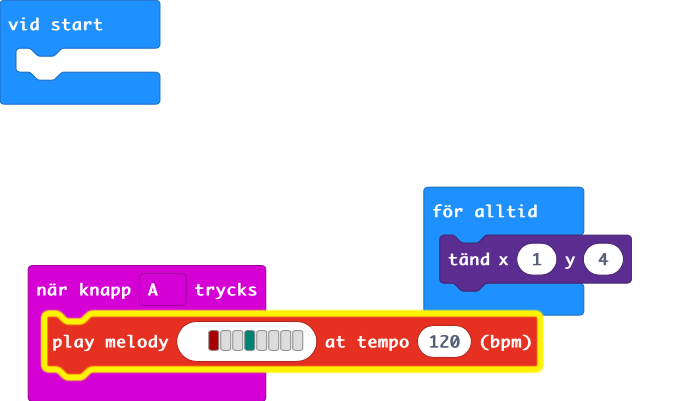 vid start
för alltid
tänd x 1 y 4
när knapp A trycks
play melody at tempo 120 (bpm)